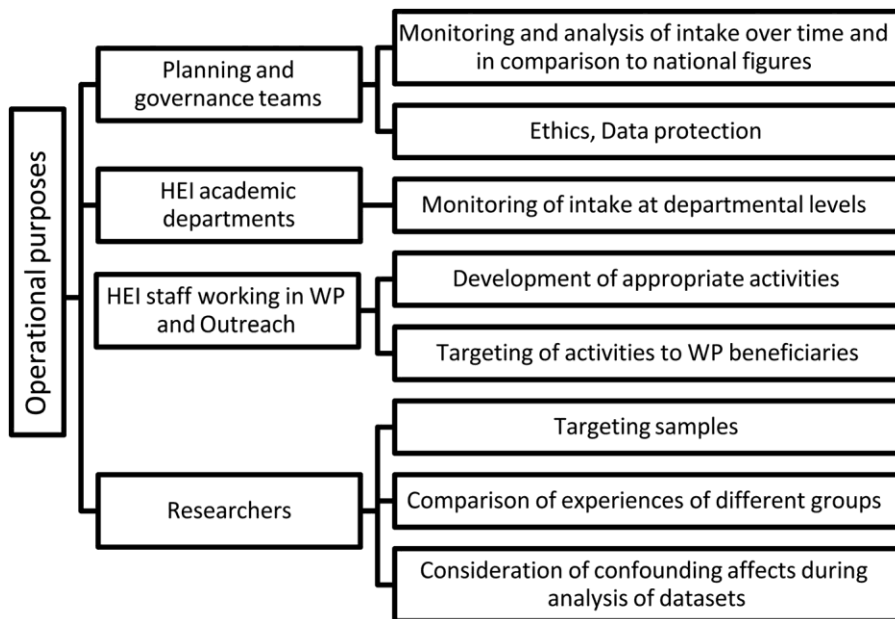 Operational purposes
Planning and
governance teams
Monitoring and analysis of intake over time and
in comparison to national figures
Ethics, Data protection
HEI academic
departments
Monitoring of intake at departmental levels
HEI staff working in WP
and Outreach
Development of appropriate activities
Targeting of activities to WP beneficiaries
Researchers
Targeting samples
Comparison of experiences of different groups
Consideration of confounding affects during
analysis of datasets